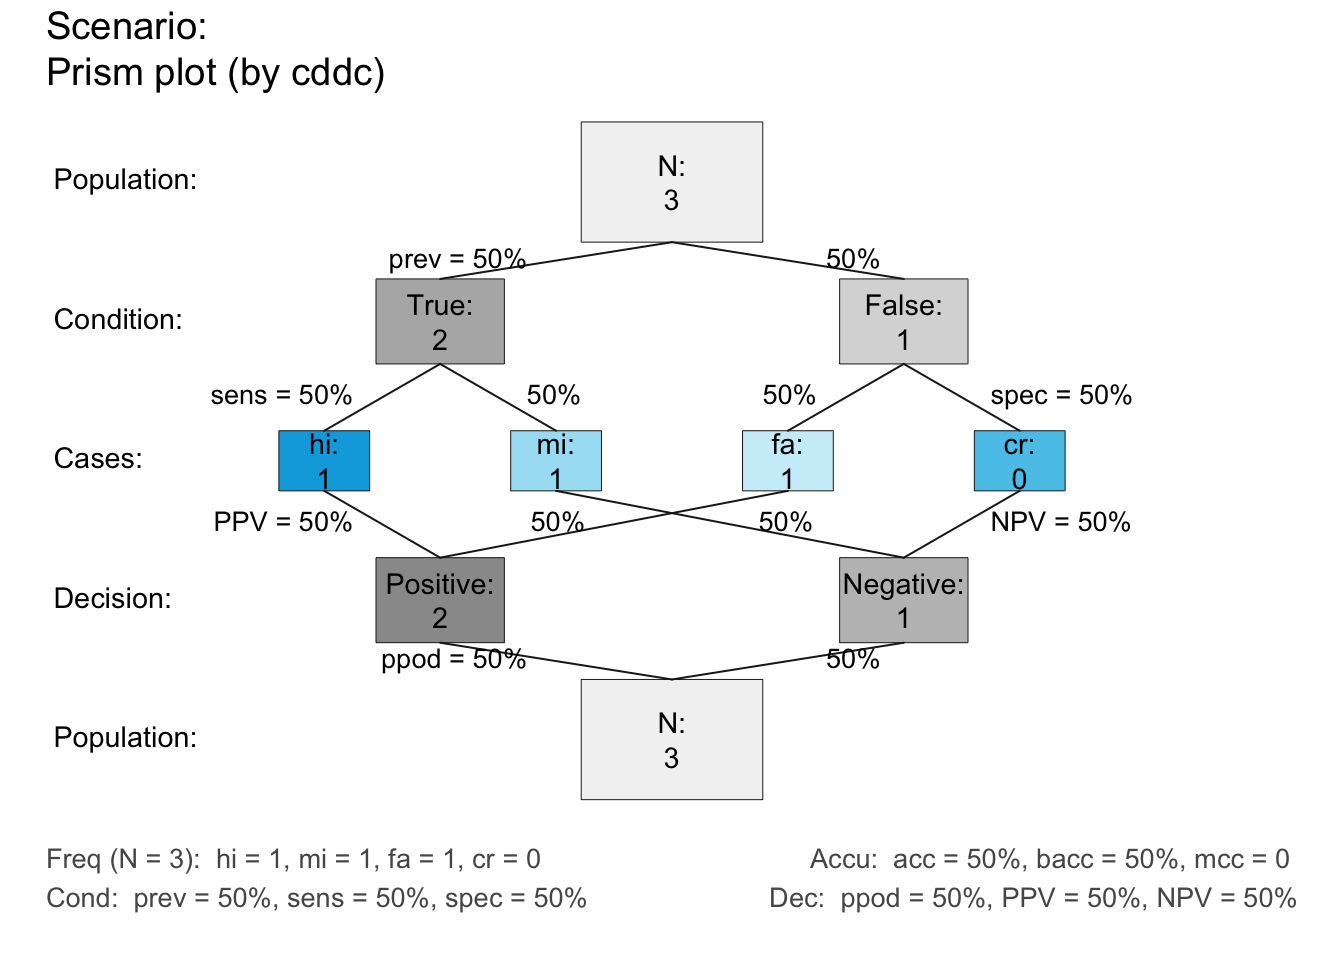 Scenario:
Prism plot (by cddc)
Population:
N:
3
prev = 50%
50%
Condition:
True:
2
False:
1
sens = 50%
50%
50%
spec = 50%
Cases:
hi:
1
mi:
1
fa:
1
cr:
0
PPV = 50%
50%
50%
NPV = 50%
Decision:
Positive:
2
Negative:
1
ppod = 50%
50%
Population:
N:
3
Freq (N = 3):  hi = 1, mi = 1, fa = 1, cr = 0
Accu:  acc = 50%, bacc = 50%, mcc = 0
Cond:  prev = 50%, sens = 50%, spec = 50%
Dec:  ppod = 50%, PPV = 50%, NPV = 50%